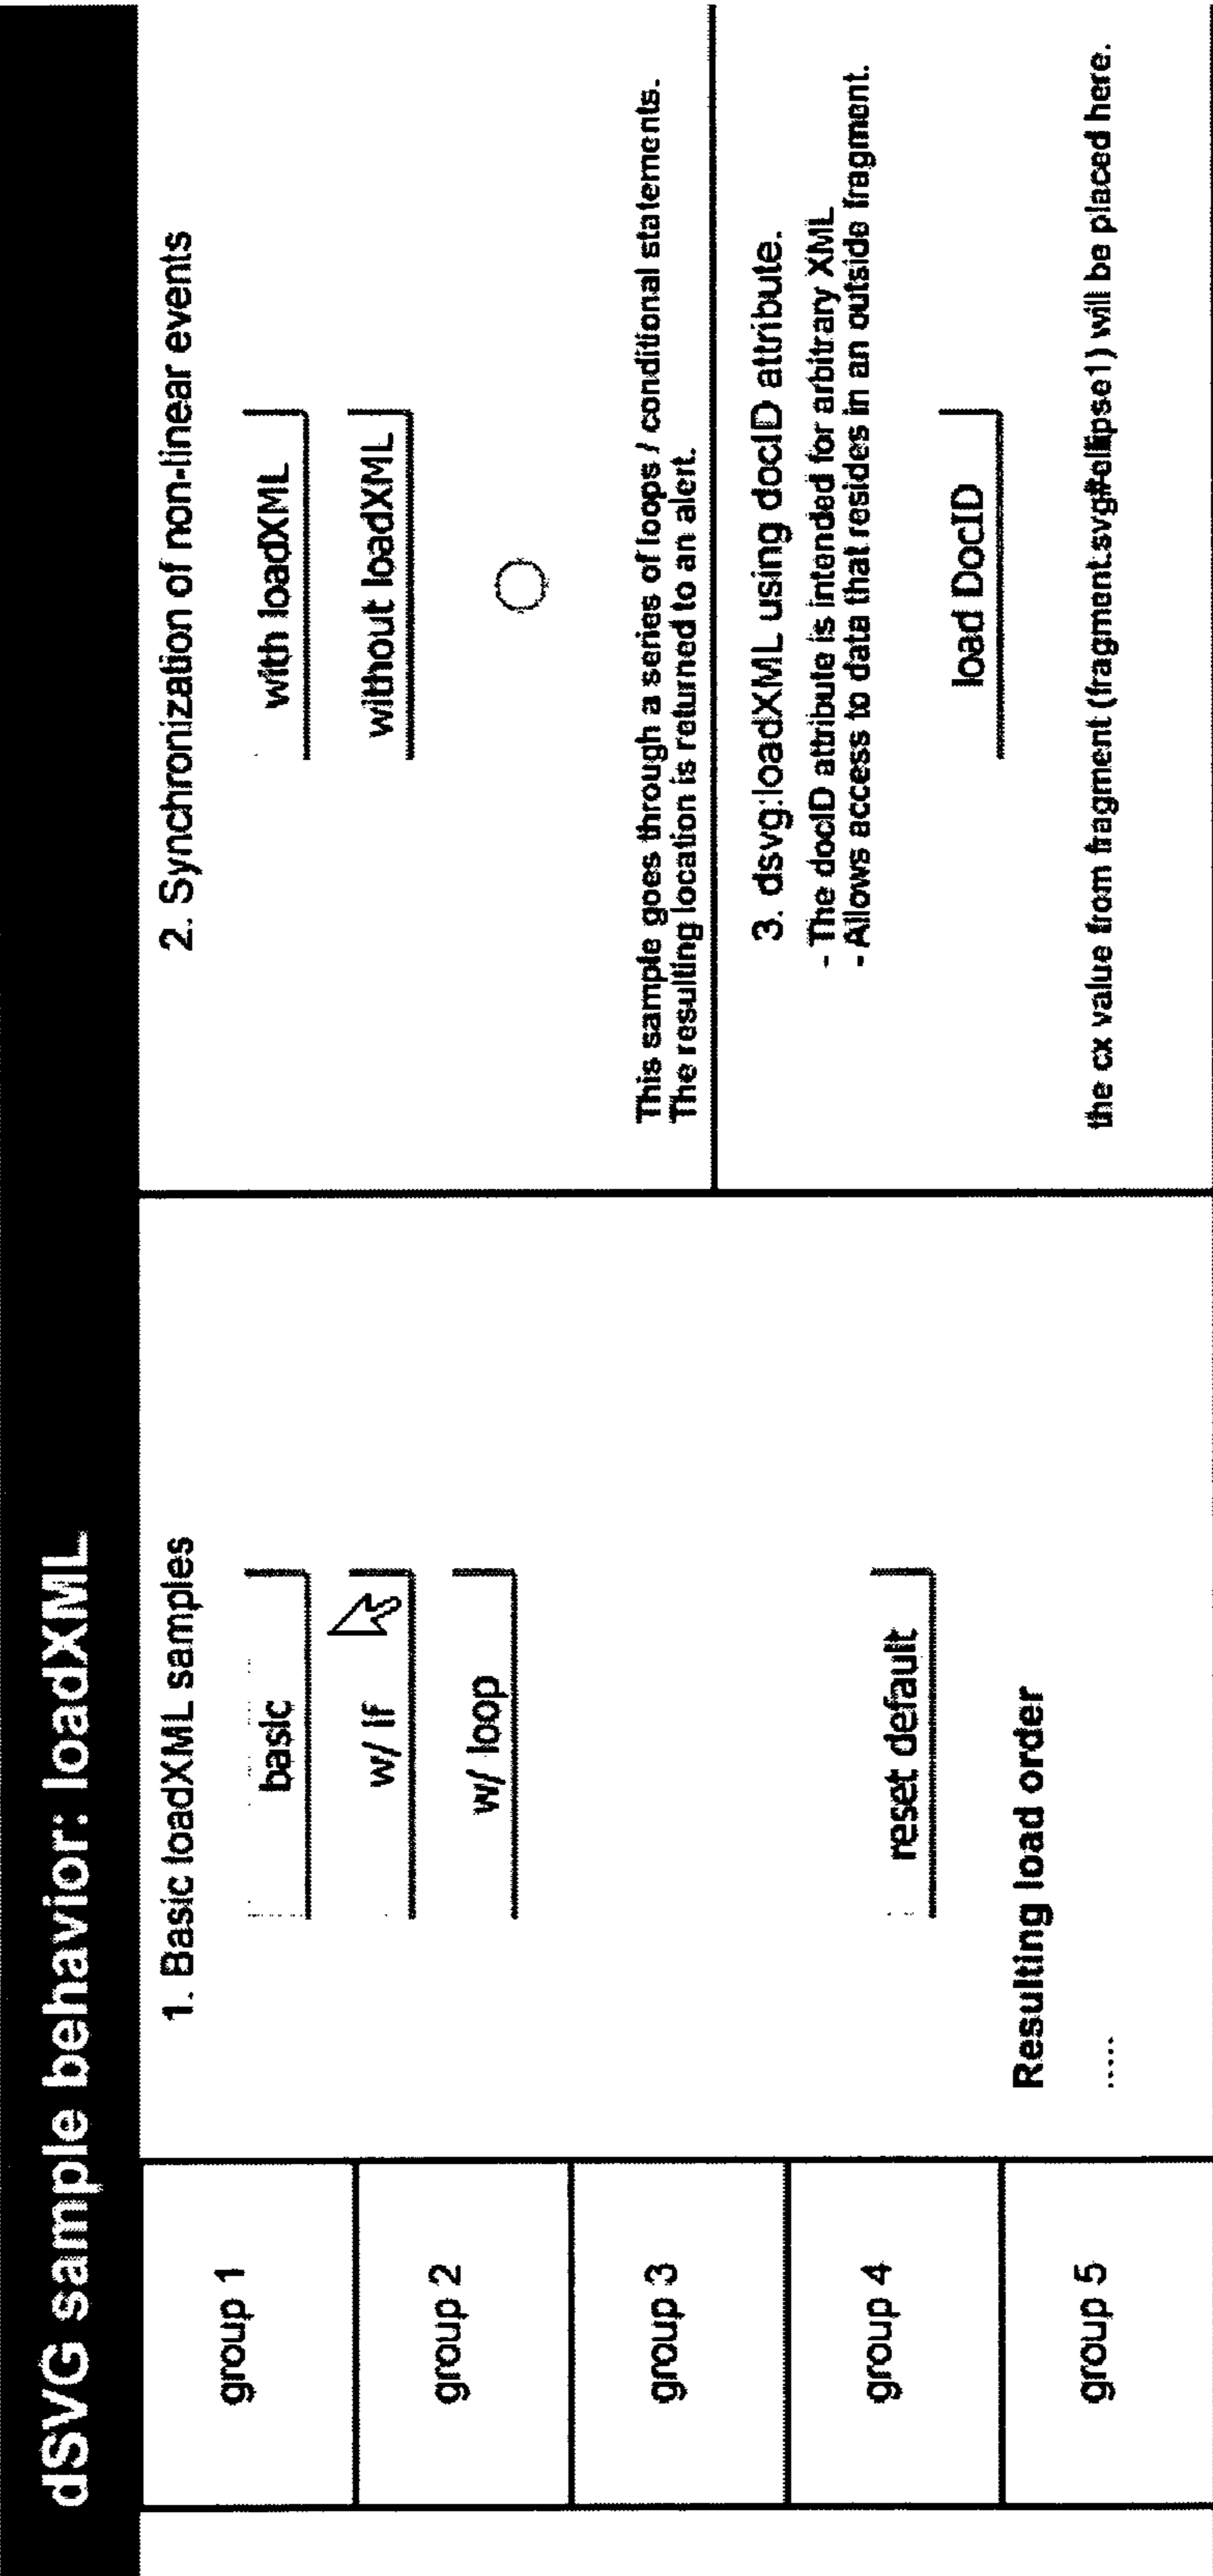 dSVG sample behavior: loadXML
group 1
group 2
group 3
group 4
group 5
1. Basic loadXML samples
basic
w/ if
w/ loop
reset default
Resulting load order
.....
2. Synchronization of non-linear events
with loadXML
without loadXML
This sample goes through a series of loops / conditional statements.
The resulting location is returned to an alert.
3. dsvg:loadXML using docID attribute.
- The docID attribute is intended for arbitrary XML
- Allows access to data that resides in an outside fragment.
load DocID
the cx value from fragment (fragment.svg#ellipse1) will be placed here.